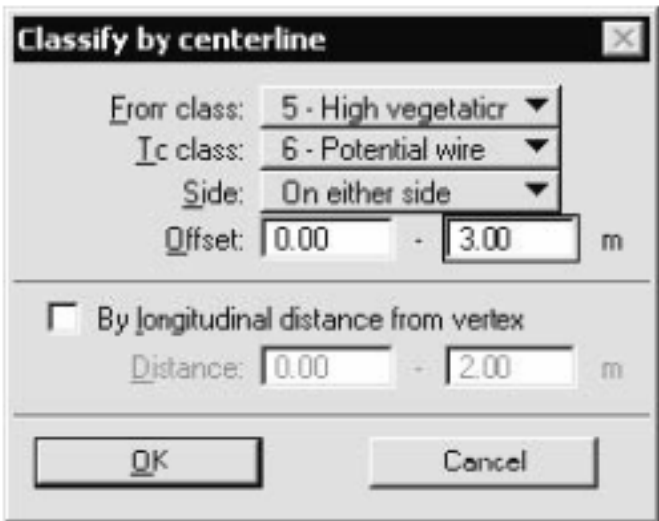 Classify by centerline
From class: 5 - High vegetation
To class: 6 - Potential wire
Side: On either side
Offset: 0.00 - 3.00 m
By longitudinal distance from vertex
Distance: 0.00 - 2.00 m
OK Cancel